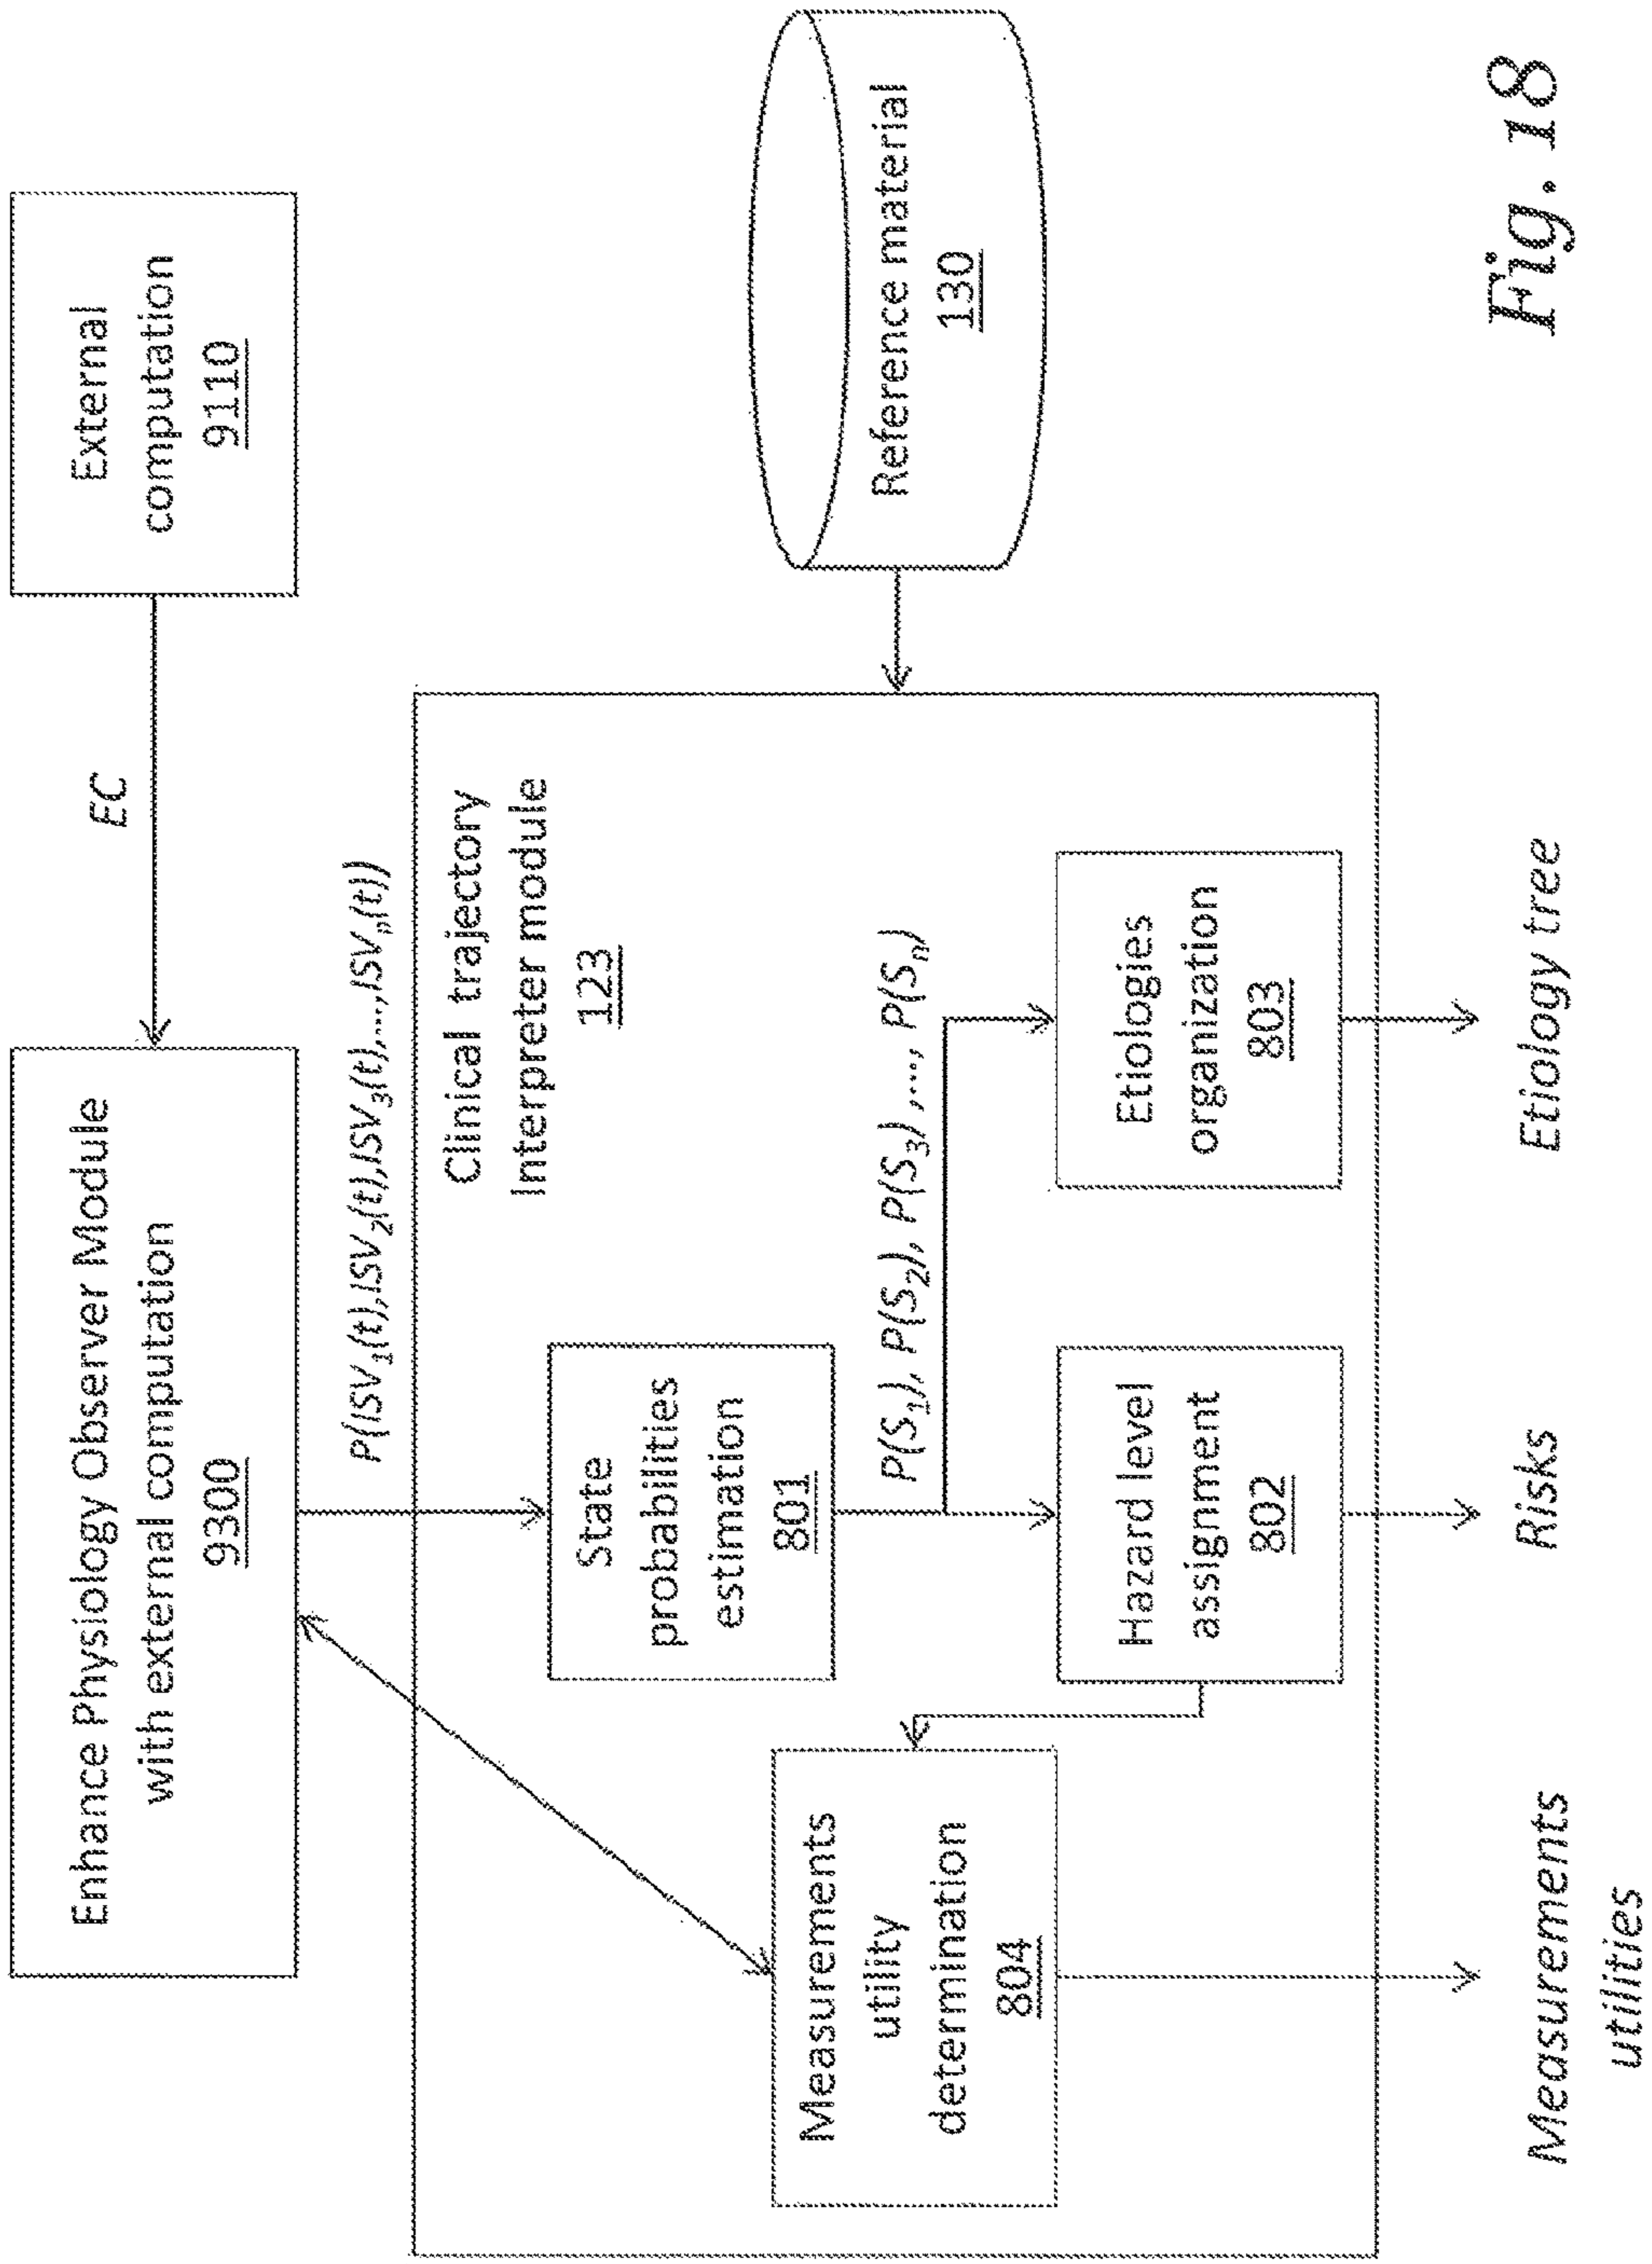 Enhance Physiology Observer Module
with external computation
9300
EC
External
computation
9110
P(ISV1(t),ISV2(t),ISV3(t),...,ISVn(t))
Clinical trajectory
Interpreter module
123
State
probabilities
estimation
801
Reference material
130
Measurements
utility
determination
804
P(S1), P(S2), P(S3) ,..., P(Sn)
Hazard level
assignment
802
Etiologies
organization
803
Measurements
utilities
Risks
Etiology tree
Fig. 18